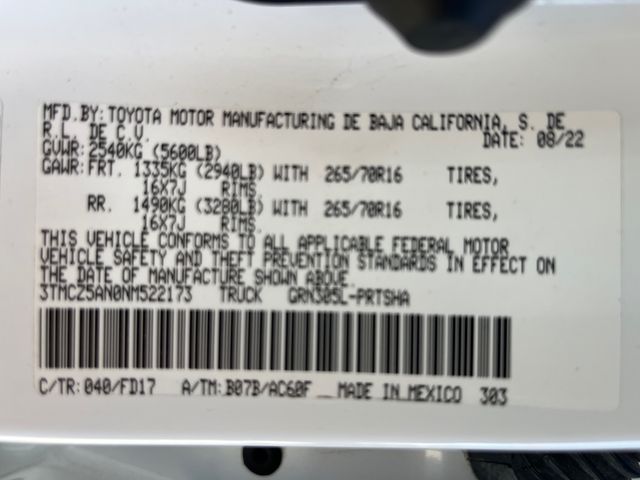 MFD.BY:TOYOTA MOTOR MANUFACTURING DE BAJA CALIFORNIA, S. DE
R.L. DE C.V. DATE: 08/22
GVWR:2540KG (5600LB)
GAWR:FRT. 1335KG (2940LB) WITH 265/70R16 TIRES,
16X7J RIMS.
RR. 1490KG (3280LB) WITH 265/70R16 TIRES,
16X7J RIMS.
THIS VEHICLE CONFORMS TO ALL APPLICABLE FEDERAL MOTOR
VEHICLE SAFETY AND THEFT PREVENTION STANDARDS IN EFFECT ON
THE DATE OF MANUFACTURE SHOWN ABOVE.
3TMCZ5AN0NM522173 TRUCK GRN305L-PRTSHA
C/TR:040/FD17 A/TM:B07B/AC60F MADE IN MEXICO 303